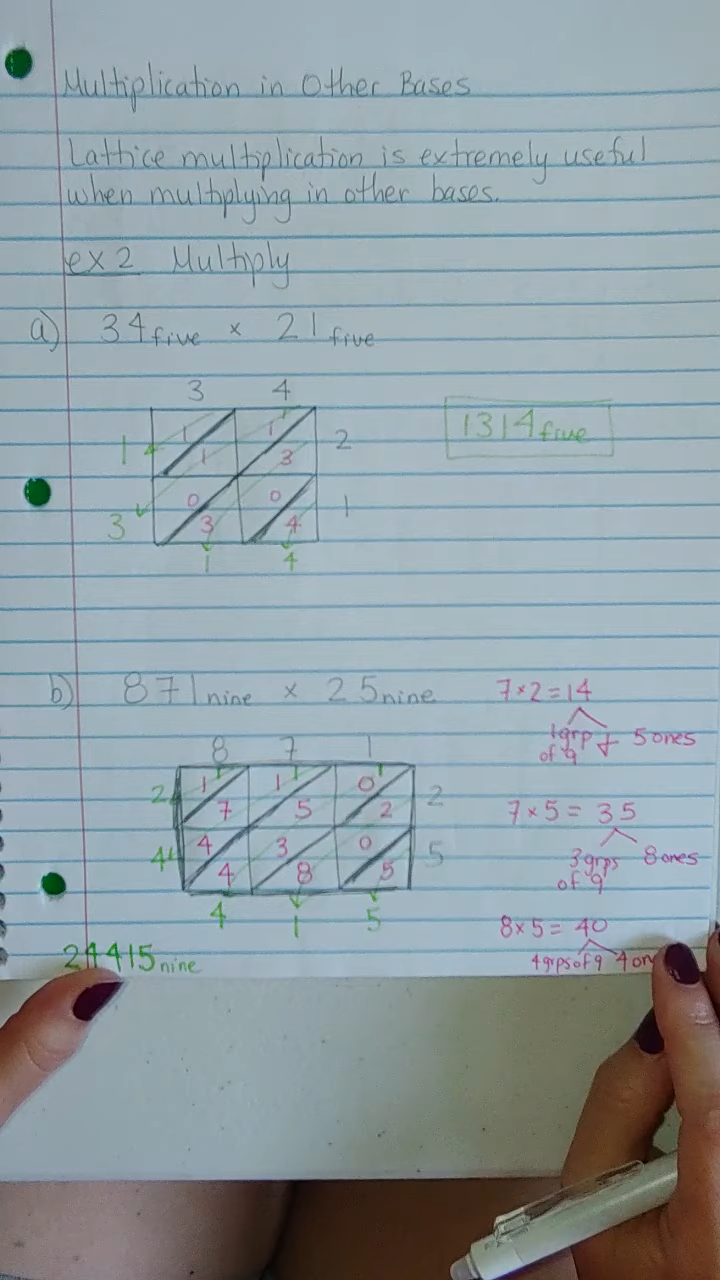 Multiplication in Other Bases
Lattice multiplication is extremely useful
when multiplying in other bases.
ex 2 Multiply
a) 34five × 21five
3 4
1 1 1 2
1 3
1314five
0 0 1
3 3 4
1 4
b) 871nine × 25nine
7×2=14
1grp + 5 ones
of 9
8 7 1
2 1 1 0 2
7 5 2
7×5=35
4 4 3 0 5
4 8 5
3grps 8 ones
of 9
4 1 5
8×5=40
4grps of 9 4 on
24415nine